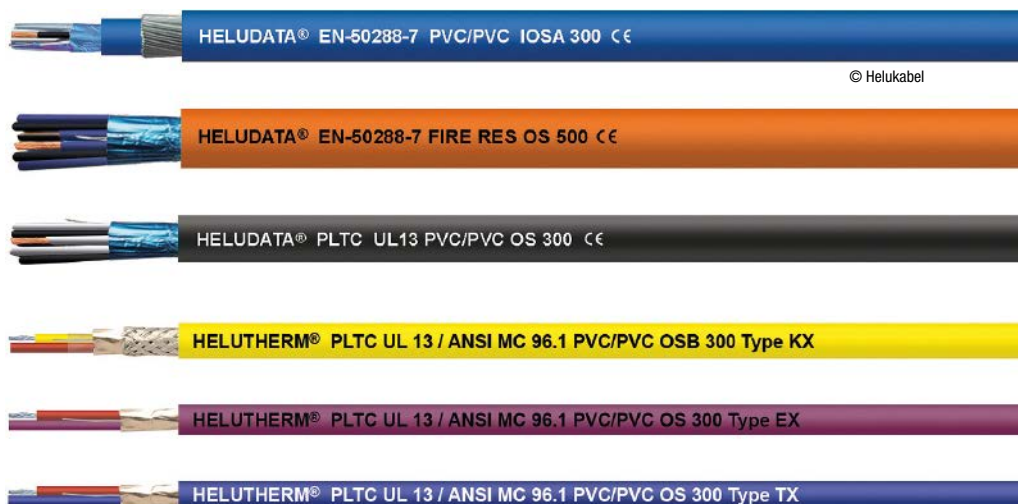 HELUDATA® EN-50288-7 PVC/PVC IOSA 300 CE
© Helukabel
HELUDATA® EN-50288-7 FIRE RES OS 500 CE
HELUDATA® PLTC UL13 PVC/PVC OS 300 CE
HELUTHERM® PLTC UL 13 / ANSI MC 96.1 PVC/PVC OSB 300 Type KX
HELUTHERM® PLTC UL 13 / ANSI MC 96.1 PVC/PVC OS 300 Type EX
HELUTHERM® PLTC UL 13 / ANSI MC 96.1 PVC/PVC OS 300 Type TX